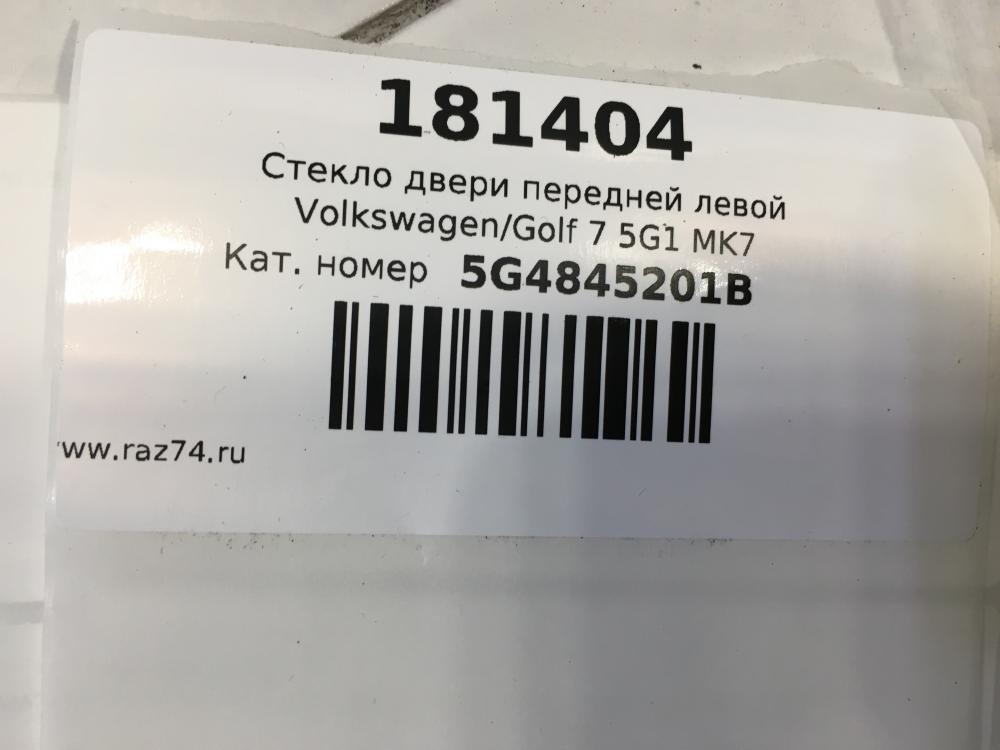 181404
Стекло двери передней левой
Volkswagen/Golf 7 5G1 MK7
Кат. номер 5G4845201B
www.raz74.ru